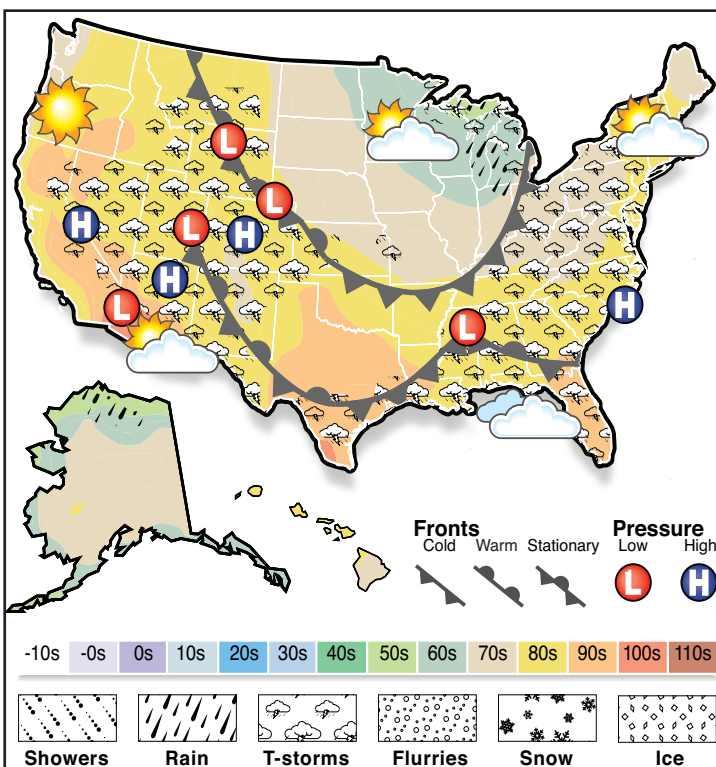 L
L
L
H
H
H
L
L
H
Fronts
Pressure
Cold
Warm
Stationary
Low
High
L
H
-10s -0s 0s 10s 20s 30s 40s 50s 60s 70s 80s 90s 100s 110s
Showers Rain T-storms Flurries Snow Ice